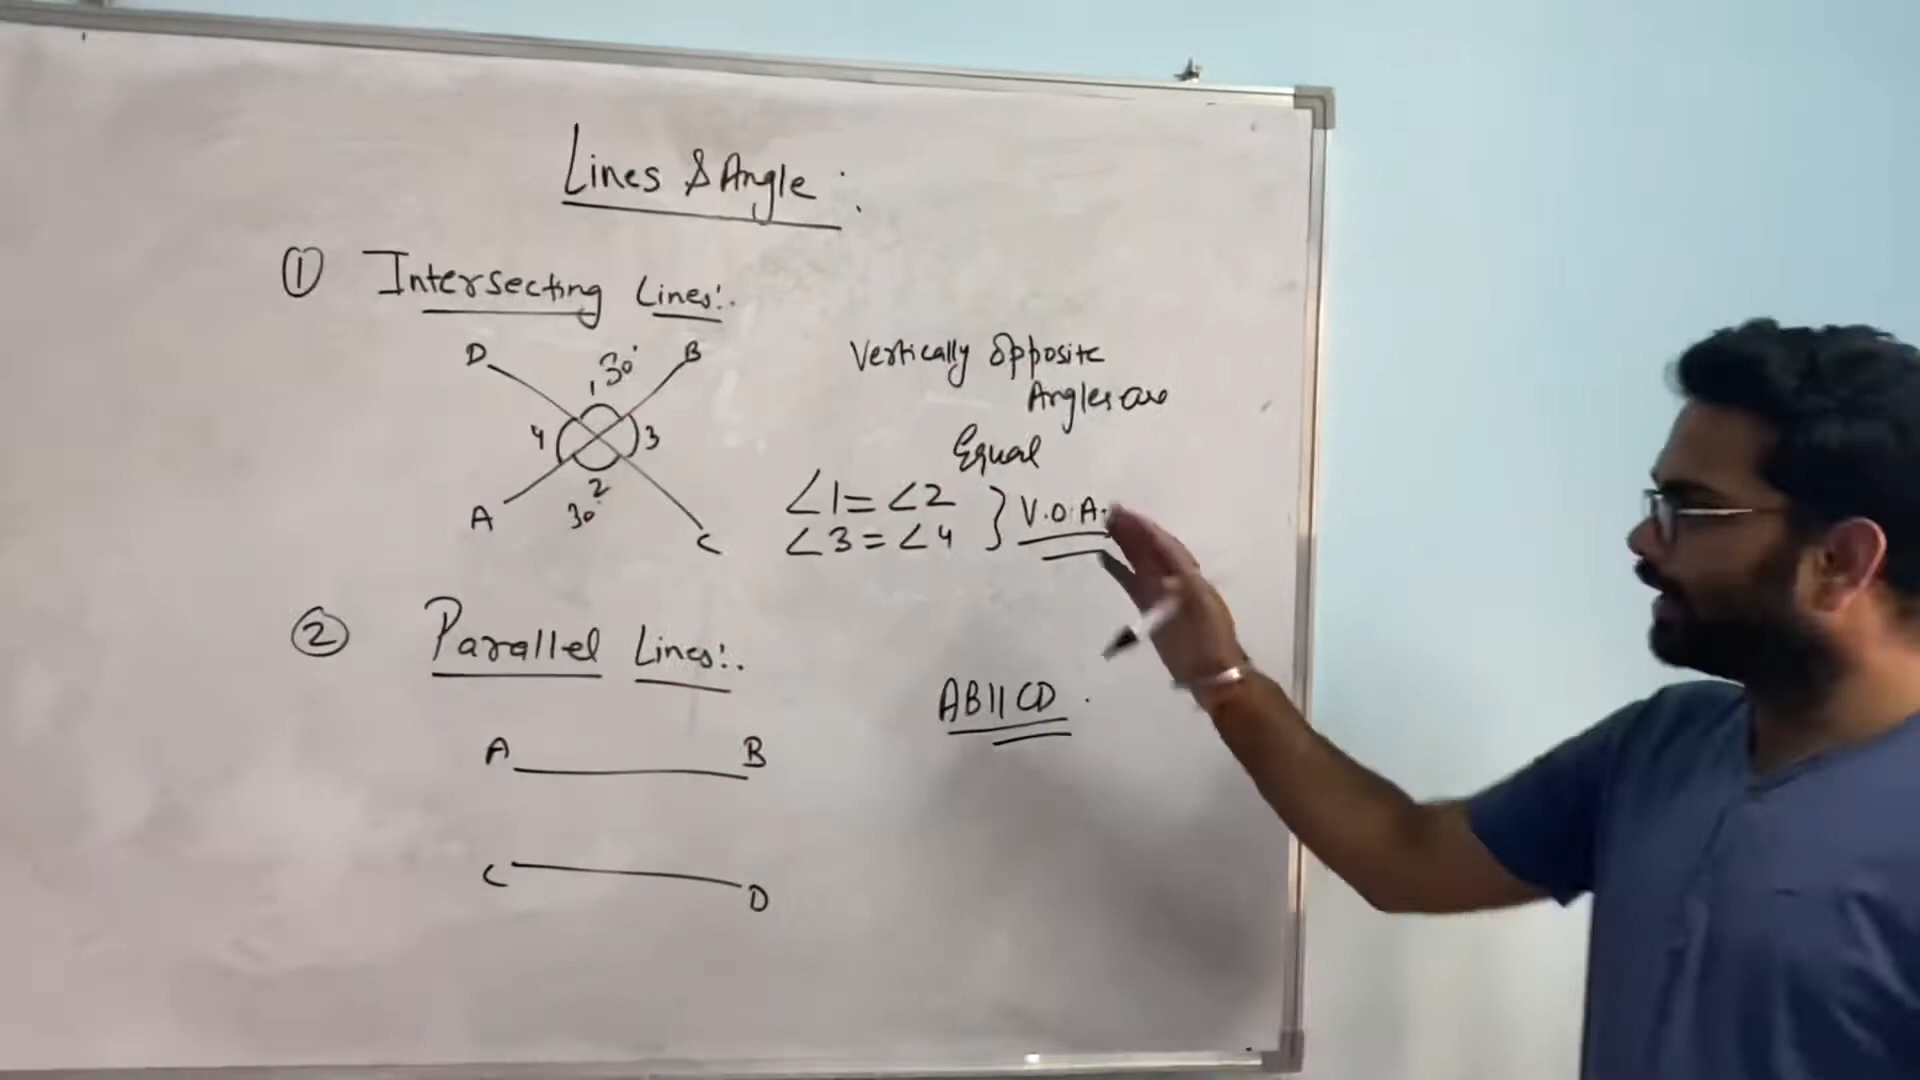 Lines & Angle :
① Intersecting Lines:.
D 30° B
1
4 3
2
A 30° C
Vertically Opposite
Angles are
Equal
∠1 = ∠2
∠3 = ∠4 } V.O.A.
② Parallel Lines:.
A B
C D
AB || CD .